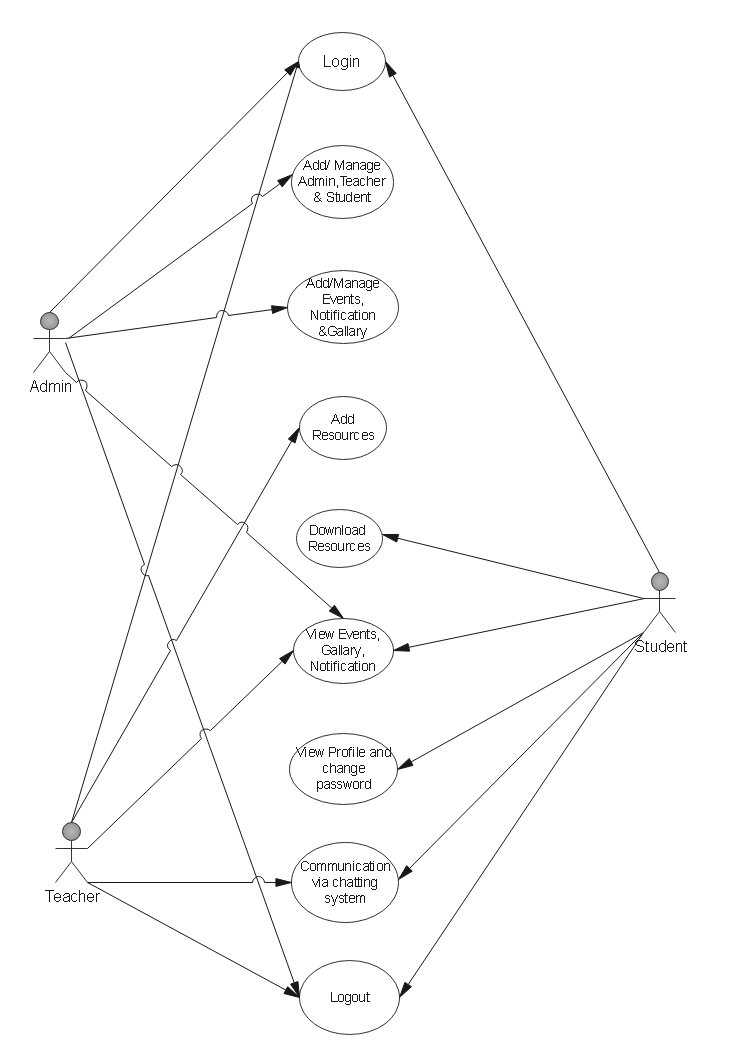 Login
Add/ Manage
Admin,Teacher
& Student
Add/Manage
Events,
Notification
&Gallary
Admin
Add
Resources
Download
Resources
View Events,
Gallary,
Notification
Student
View Profile and
change
password
Communication
via chatting
system
Teacher
Logout